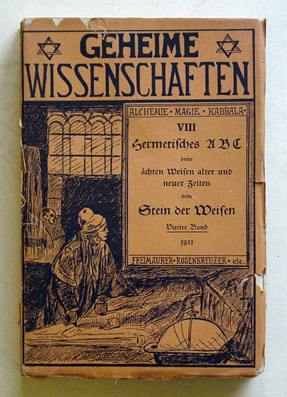 GEHEIME
WISSENSCHAFTEN
ALCHEMIE · MAGIE · KABBALA ·
VIII
Hermetisches ABC
derer
ächten Weisen alter und
neuer Zeiten
vom
Stein der Weisen
Vierter Band
1921
FREIMAURER · ROSENKREUZER · etc.